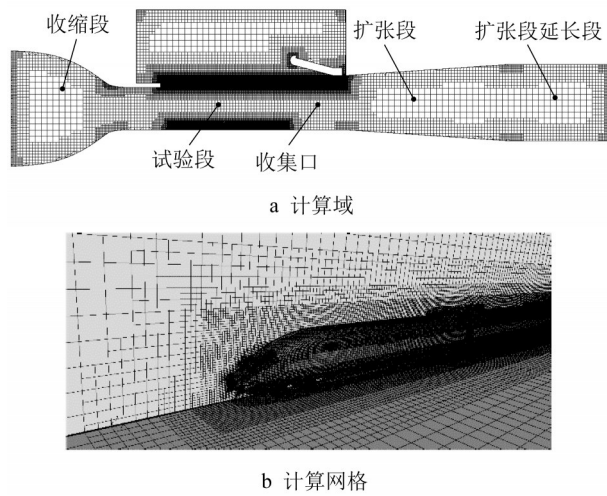 收缩段
扩张段
扩张段延长段
试验段
收集口
a 计算域
b 计算网格